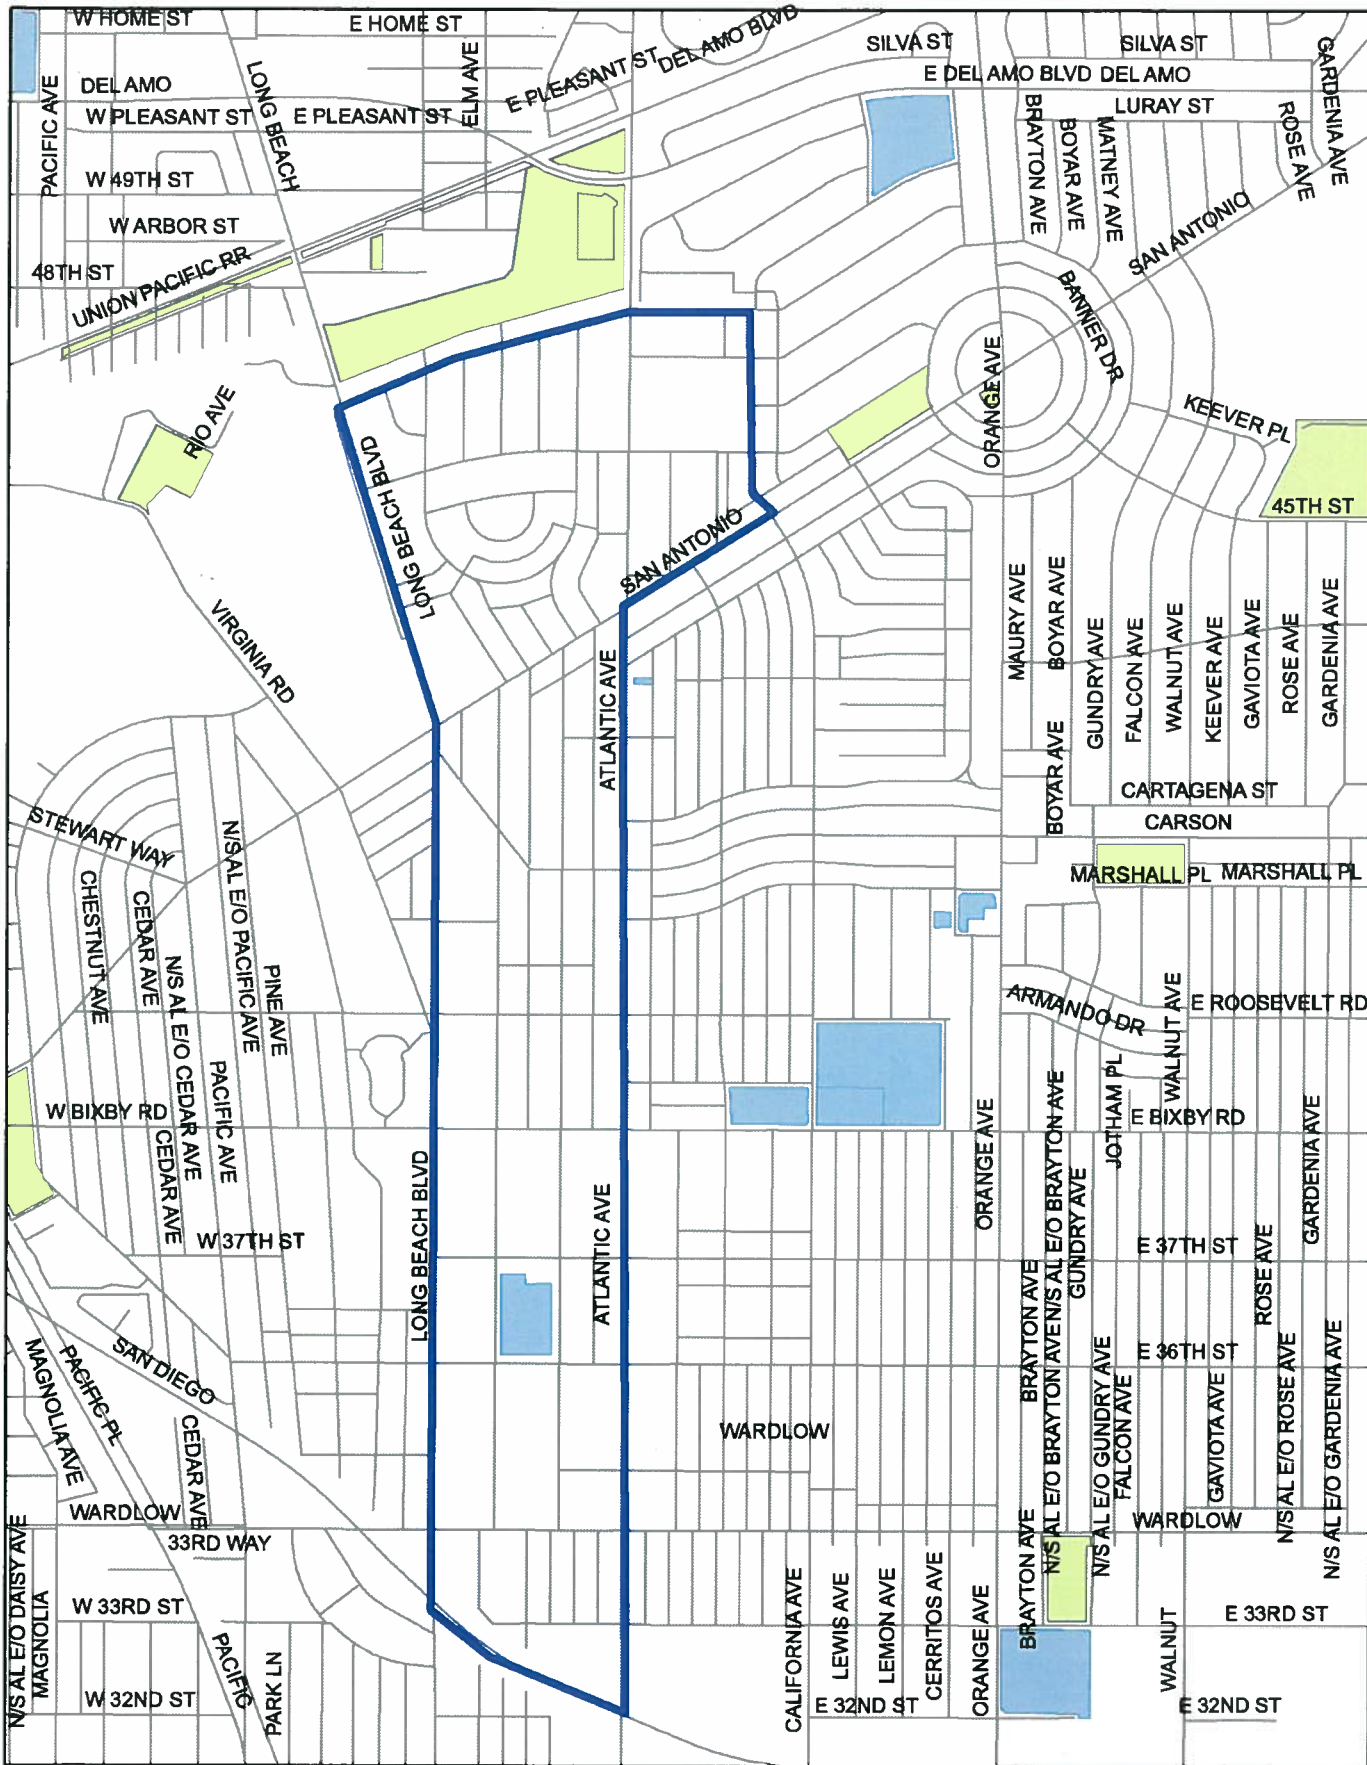 W HOME ST
E HOME ST
DEL AMO BLVD
SILVA ST
SILVA ST
GARDENIA AVE
PACIFIC AVE
DEL AMO
LONG BEACH
ELM AVE
E PLEASANT ST
E DEL AMO BLVD
DEL AMO
W PLEASANT ST
E PLEASANT ST
BRAYTON AVE
BOYAR AVE
MATNEY AVE
LURAY ST
ROSE AVE
W 49TH ST
W ARBOR ST
SAN ANTONIO
48TH ST
UNION PACIFIC RR
BANNER DR
ORANGE AVE
RIO AVE
KEEVER PL
LONG BEACH BLVD
45TH ST
SAN ANTONIO
VIRGINIA RD
MAURY AVE
BOYAR AVE
GUNDRY AVE
FALCON AVE
WALNUT AVE
KEEVER AVE
GAVIOTA AVE
ROSE AVE
GARDENIA AVE
ATLANTIC AVE
BOYAR AVE
CARTAGENA ST
CARSON
STEWART WAY
N/S AL E/O PACIFIC AVE
MARSHALL PL
MARSHALL PL
CHESTNUT AVE
CEDAR AVE
N/S AL E/O CEDAR AVE
PINE AVE
ARMANDO DR
WALNUT AVE
E ROOSEVELT RD
PACIFIC AVE
W BIXBY RD
CEDAR AVE
JOTHAM PL
E BIXBY RD
ORANGE AVE
N/S AL E/O BRAYTON AVE
GUNDRY AVE
GARDENIA AVE
LONG BEACH BLVD
ATLANTIC AVE
W 37TH ST
E 37TH ST
ROSE AVE
BRAYTON AVE
N/S AL E/O BRAYTON AVE
SAN DIEGO
MAGNOLIA AVE
PACIFIC PL
E 36TH ST
N/S AL E/O GUNDRY AVE
FALCON AVE
GAVIOTA AVE
N/S AL E/O ROSE AVE
N/S AL E/O GARDENIA AVE
CEDAR AVE
WARDLOW
WARDLOW
WARDLOW
33RD WAY
N/S AL E/O DAISY AVE
MAGNOLIA
W 33RD ST
PACIFIC
PARK LN
CALIFORNIA AVE
LEWIS AVE
LEMON AVE
CERRITOS AVE
ORANGE AVE
BRAYTON AVE
E 33RD ST
WALNUT
W 32ND ST
E 32ND ST
E 32ND ST